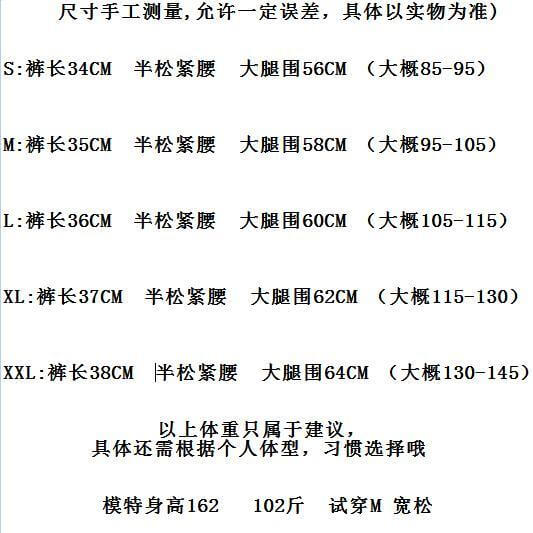 尺寸手工测量,允许一定误差，具体以实物为准)
S:裤长34CM 半松紧腰 大腿围56CM （大概85-95）
M:裤长35CM 半松紧腰 大腿围58CM （大概95-105）
L:裤长36CM 半松紧腰 大腿围60CM （大概105-115）
XL:裤长37CM 半松紧腰 大腿围62CM （大概115-130）
XXL:裤长38CM 半松紧腰 大腿围64CM （大概130-145）
以上体重只属于建议，
具体还需根据个人体型，习惯选择哦
模特身高162 102斤 试穿M 宽松